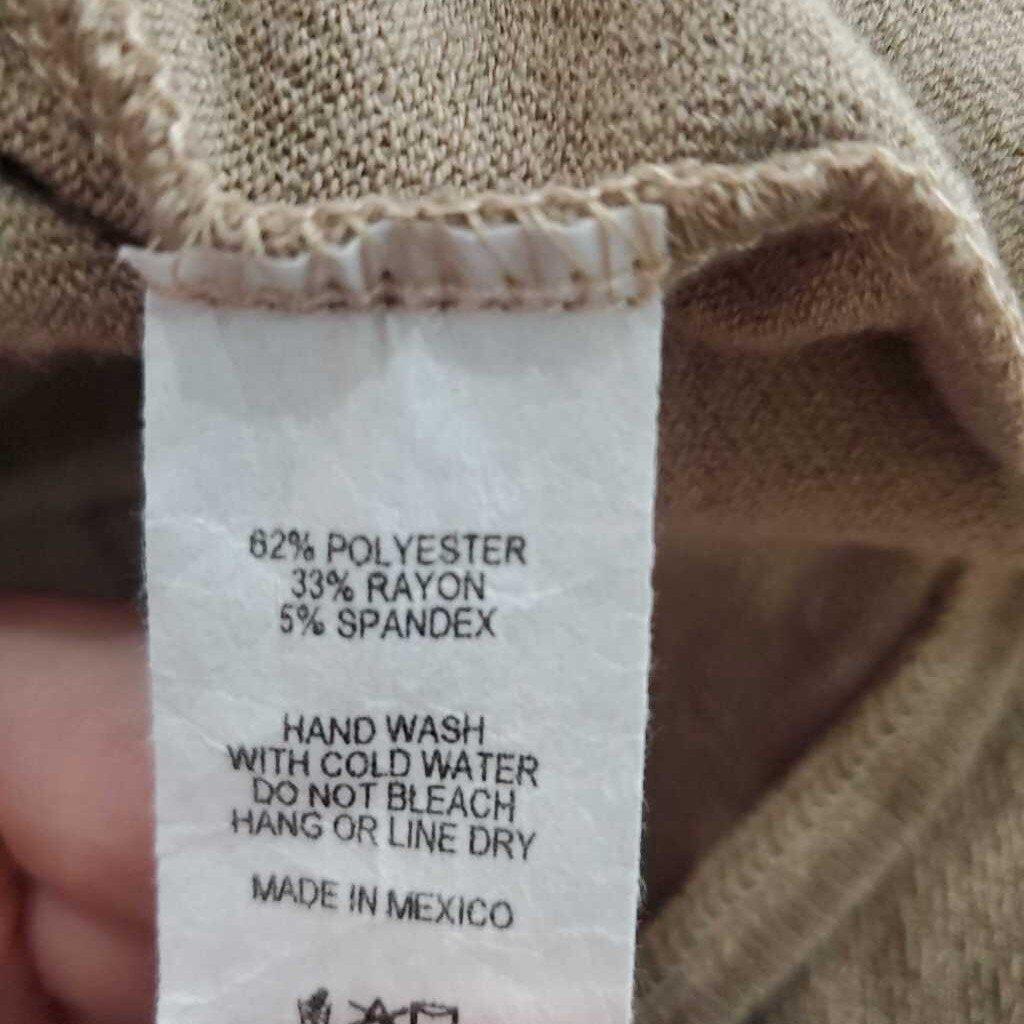 62% POLYESTER
33% RAYON
5% SPANDEX
HAND WASH
WITH COLD WATER
DO NOT BLEACH
HANG OR LINE DRY
MADE IN MEXICO